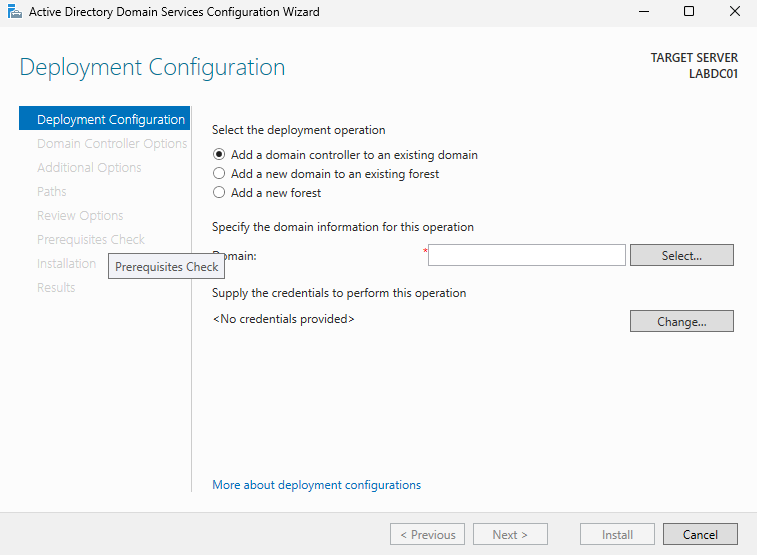 Active Directory Domain Services Configuration Wizard
Deployment Configuration
TARGET SERVER
LABDC01
Deployment Configuration
Domain Controller Options
Additional Options
Paths
Review Options
Prerequisites Check
Installation
Results
Prerequisites Check
Select the deployment operation
Add a domain controller to an existing domain
Add a new domain to an existing forest
Add a new forest
Specify the domain information for this operation
Domain: *
Select...
Supply the credentials to perform this operation
<No credentials provided>
Change...
More about deployment configurations
< Previous
Next >
Install
Cancel